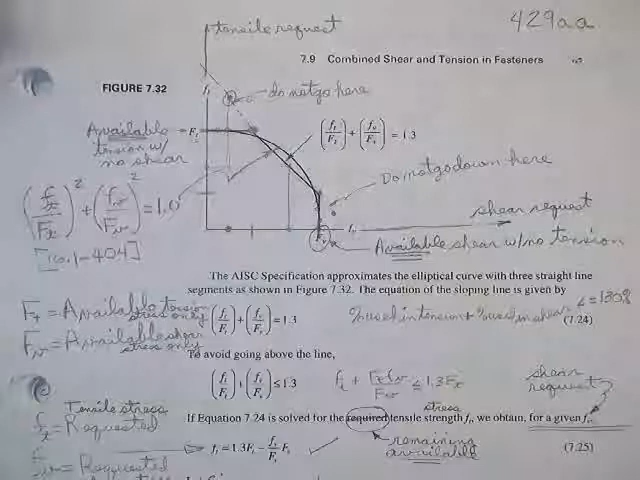 429aa
tensile request
7.9 Combined Shear and Tension in Fasteners
FIGURE 7.32
do not go here
Available = Fₜ
tension w/
no shear
(fₜ/Fₜ) + (fᵥ/Fᵥ) = 1.3
Do not go down here
(fₜ/Fₜ)² + (fᵥ/Fᵥ)² = 1.0
[16.1-404]
shear request
Fᵥ
Available shear w/no tension
The AISC Specification approximates the elliptical curve with three straight line
segments as shown in Figure 7.32. The equation of the sloping line is given by
Fₜ = Available tension
stress only
(fₜ/Fₜ) + (fᵥ/Fᵥ) = 1.3
% used in tension + % used in shear ≤ = 130%
(7.24)
Fᵥ = Available shear
stress only
To avoid going above the line,
(fₜ/Fₜ) + (fᵥ/Fᵥ) ≤ 1.3
fₜ + Fₜfᵥ/Fᵥ ≤ 1.3Fₜ
shear
request
Tensile stress
fₜ = Requested
stress
If Equation 7.24 is solved for the required tensile strength fₜ, we obtain, for a given fᵥ,
remaining
available
fₜ = 1.3Fₜ − fᵥ/Fᵥ Fₜ
(7.25)
fᵥ = Requested